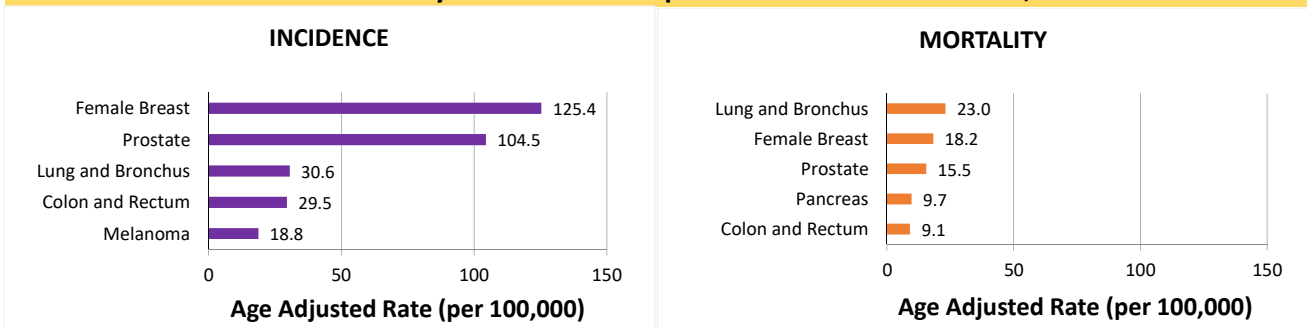 INCIDENCE
Female Breast 125.4
Prostate 104.5
Lung and Bronchus 30.6
Colon and Rectum 29.5
Melanoma 18.8
0 50 100 150
Age Adjusted Rate (per 100,000)
MORTALITY
Lung and Bronchus 23.0
Female Breast 18.2
Prostate 15.5
Pancreas 9.7
Colon and Rectum 9.1
0 50 100 150
Age Adjusted Rate (per 100,000)